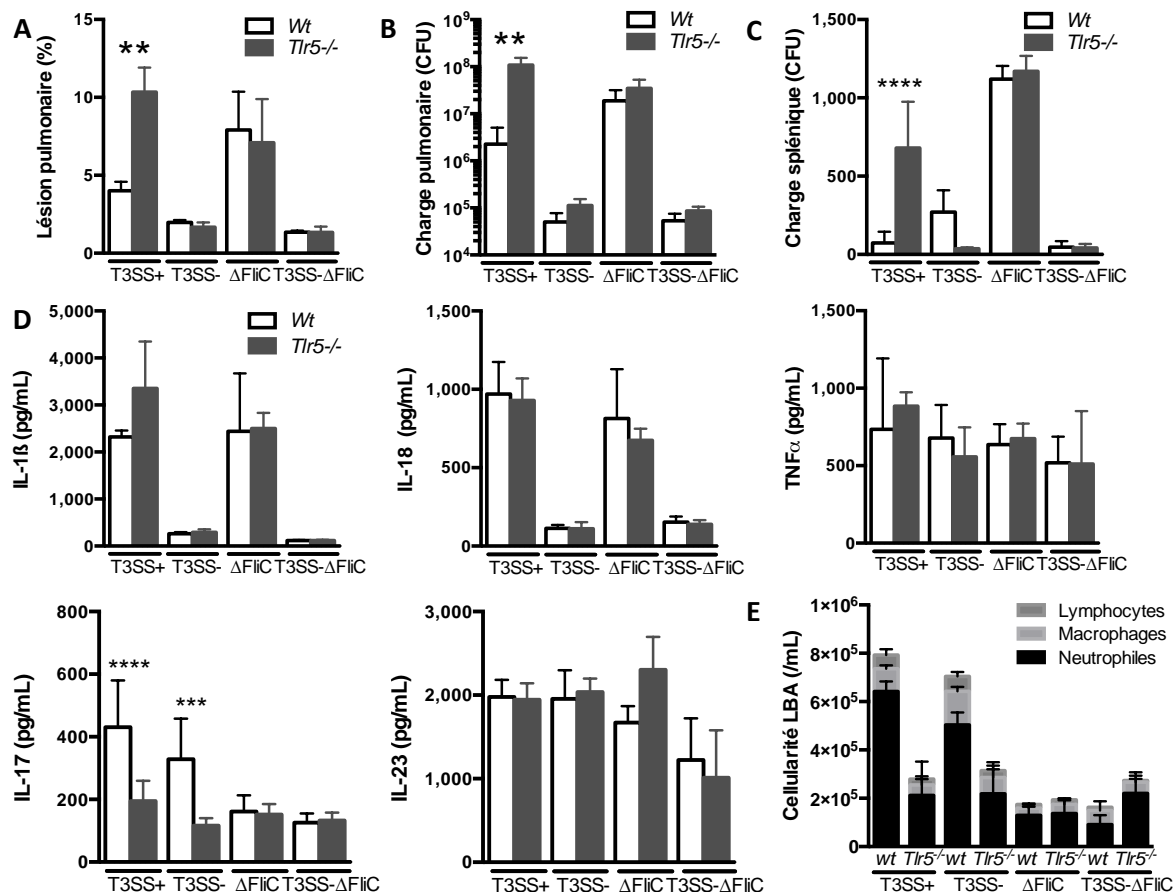 A
Lésion pulmonaire (%)
15
10
5
0
**
Wt
Tlr5-/-
T3SS+ T3SS- ΔFliC T3SS-ΔFliC
B
Charge pulmonaire (CFU)
10⁹
10⁸
10⁷
10⁶
10⁵
10⁴
**
Wt
Tlr5-/-
T3SS+ T3SS- ΔFliC T3SS-ΔFliC
C
Charge splénique (CFU)
1,500
1,000
500
0
****
Wt
Tlr5-/-
T3SS+ T3SS- ΔFliC T3SS-ΔFliC
D
IL-1ß (pg/mL)
5,000
4,000
3,000
2,000
1,000
0
Wt
Tlr5-/-
T3SS+ T3SS- ΔFliC T3SS-ΔFliC
IL-18 (pg/mL)
1,500
1,000
500
0
T3SS+ T3SS- ΔFliC T3SS-ΔFliC
TNFα (pg/mL)
1,500
1,000
500
0
T3SS+ T3SS- ΔFliC T3SS-ΔFliC
IL-17 (pg/mL)
800
600
400
200
0
****
***
T3SS+ T3SS- ΔFliC T3SS-ΔFliC
IL-23 (pg/mL)
3,000
2,000
1,000
0
T3SS+ T3SS- ΔFliC T3SS-ΔFliC
E
Cellularité LBA (/mL)
1×10⁶
8×10⁵
6×10⁵
4×10⁵
2×10⁵
0
Lymphocytes
Macrophages
Neutrophiles
wt Tlr5⁻/⁻ wt Tlr5⁻/⁻ wt Tlr5⁻/⁻ wt Tlr5⁻/⁻
T3SS+ T3SS- ΔFliC T3SS-ΔFliC